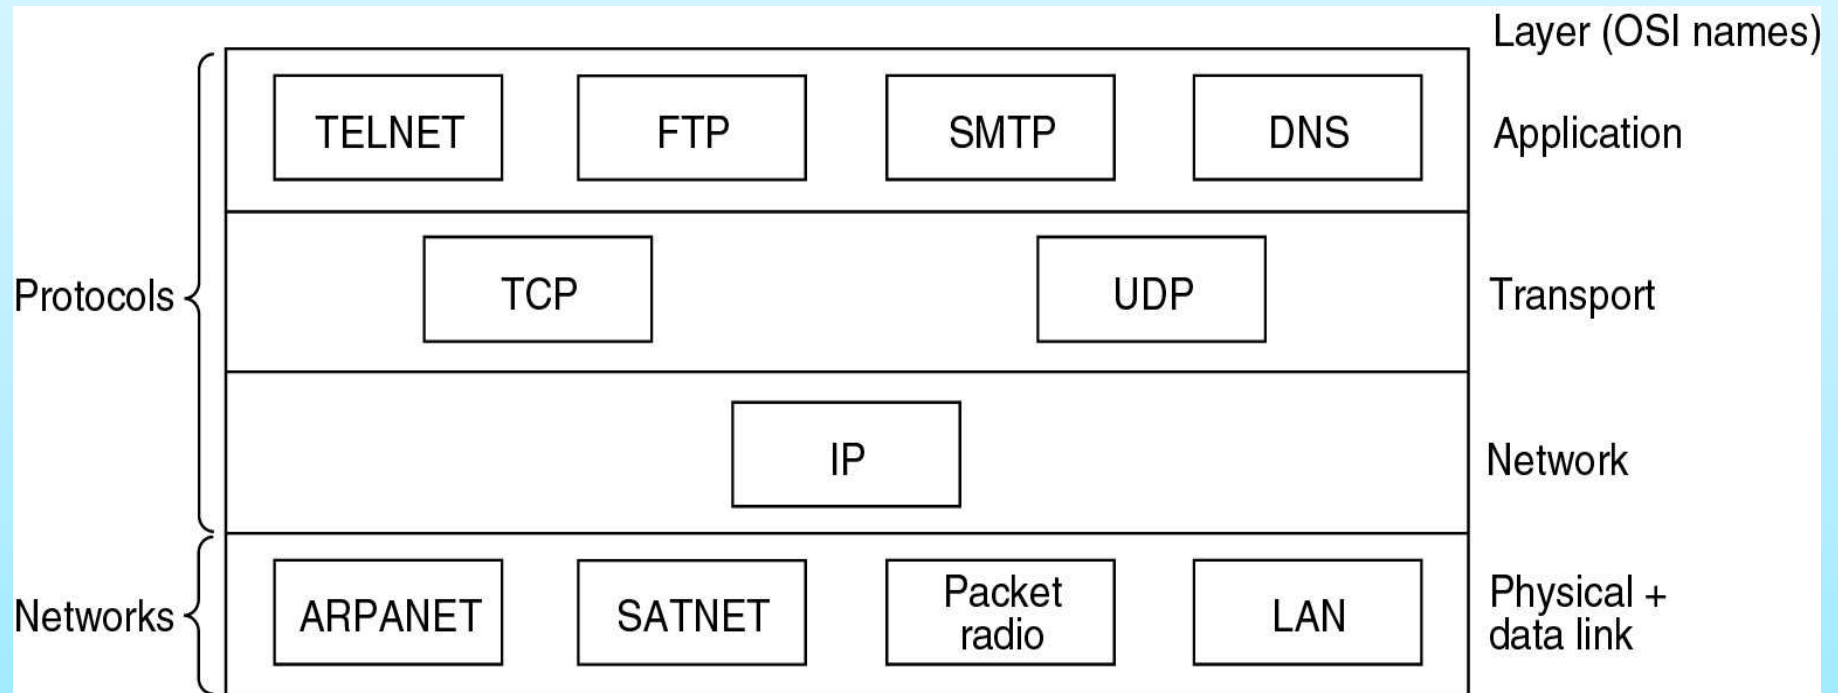 Layer (OSI names)
TELNET FTP SMTP DNS Application
Protocols TCP UDP Transport
IP Network
Networks ARPANET SATNET Packet radio LAN Physical +
data link